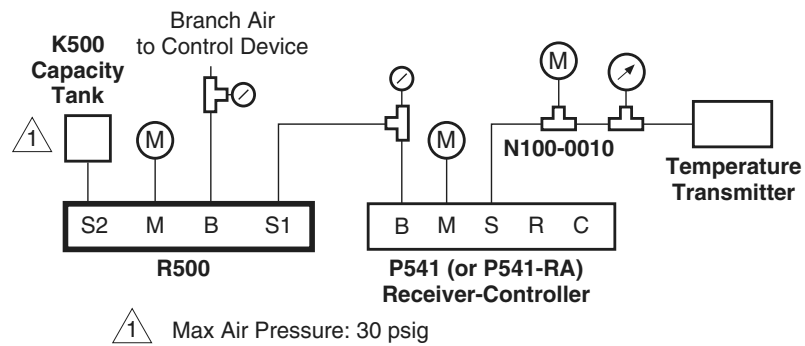 Branch Air
to Control Device
K500
Capacity
Tank
1
M
M
M
N100-0010
Temperature
Transmitter
S2 M B S1
B M S R C
R500
P541 (or P541-RA)
Receiver-Controller
1 Max Air Pressure: 30 psig